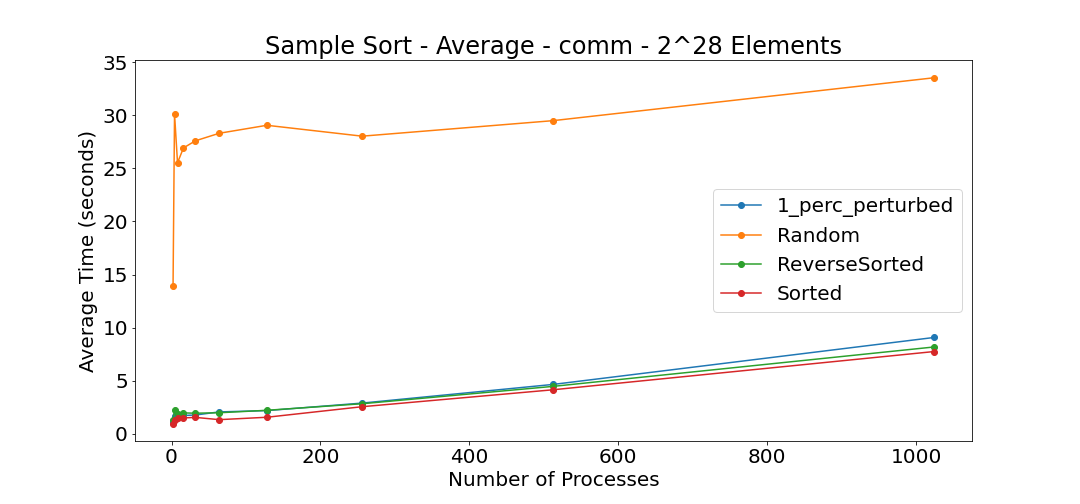 Sample Sort - Average - comm - 2^28 Elements
Average Time (seconds)
35
30
25
20
15
10
5
0
1_perc_perturbed
Random
ReverseSorted
Sorted
0 200 400 600 800 1000
Number of Processes